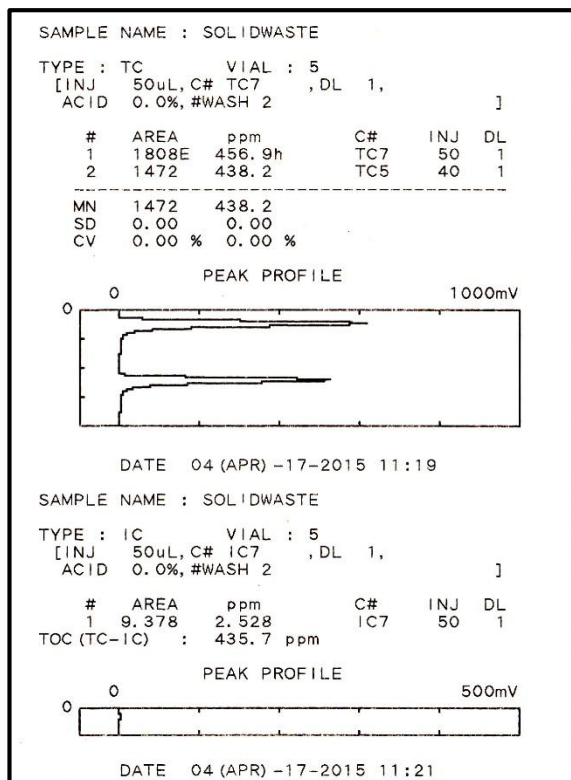 SAMPLE NAME : SOLIDWASTE
TYPE : TC VIAL : 5
[INJ 50uL, C# TC7 , DL 1,
ACID 0.0%, #WASH 2 ]
# AREA ppm C# INJ DL
1 1808E 456.9h TC7 50 1
2 1472 438.2 TC5 40 1
MN 1472 438.2
SD 0.00 0.00
CV 0.00 % 0.00 %
PEAK PROFILE
0 1000mV
0
DATE 04(APR)-17-2015 11:19
SAMPLE NAME : SOLIDWASTE
TYPE : IC VIAL : 5
[INJ 50uL, C# IC7 , DL 1,
ACID 0.0%, #WASH 2 ]
# AREA ppm C# INJ DL
1 9.378 2.528 IC7 50 1
TOC(TC-IC) : 435.7 ppm
PEAK PROFILE
0 500mV
0
DATE 04(APR)-17-2015 11:21